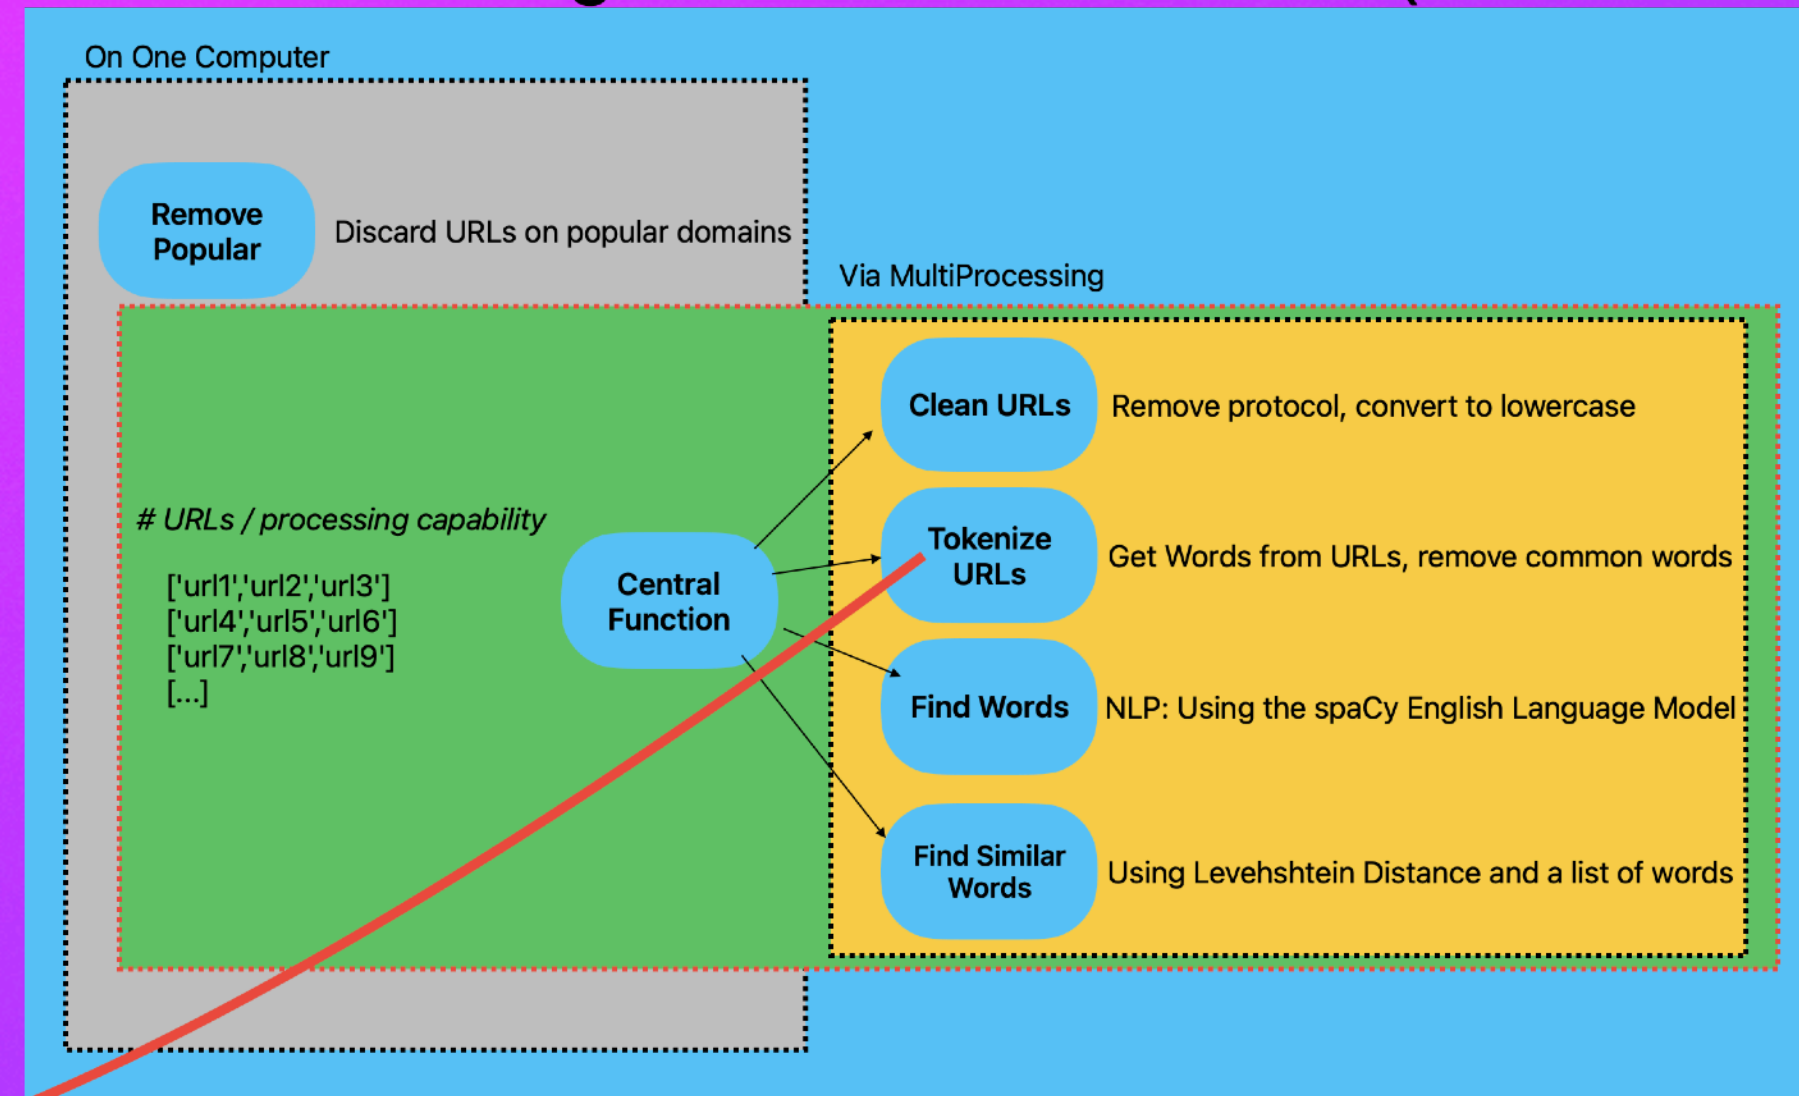 On One Computer
Remove
Popular
Discard URLs on popular domains
Via MultiProcessing
Clean URLs
Remove protocol, convert to lowercase
# URLs / processing capability
['url1','url2','url3']
['url4','url5','url6']
['url7','url8','url9']
[...]
Central
Function
Tokenize
URLs
Get Words from URLs, remove common words
Find Words
NLP: Using the spaCy English Language Model
Find Similar
Words
Using Levehshtein Distance and a list of words